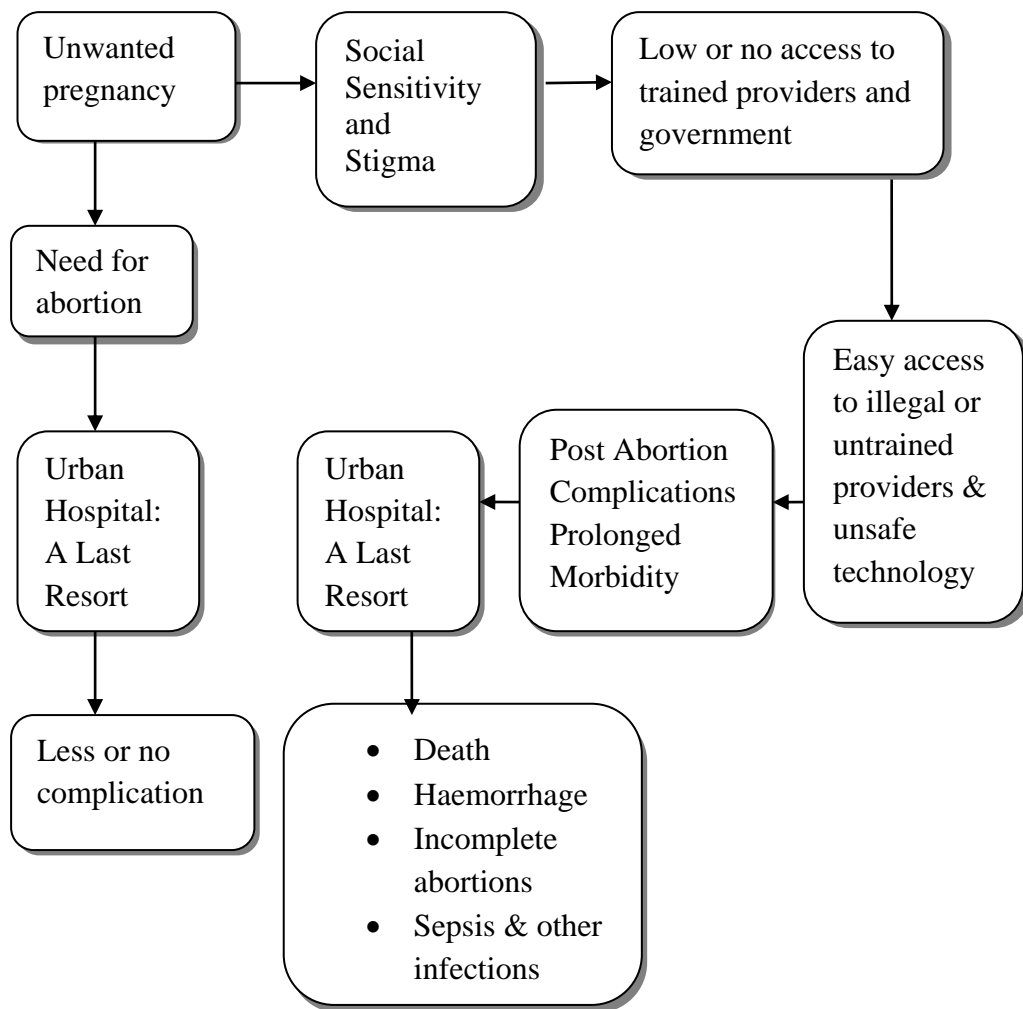 Unwanted
pregnancy
Social
Sensitivity
and
Stigma
Low or no access to
trained providers and
government
Need for
abortion
Easy access
to illegal or
untrained
providers &
unsafe
technology
Post Abortion
Complications
Prolonged
Morbidity
Urban
Hospital:
A Last
Resort
Urban
Hospital:
A Last
Resort
Less or no
complication
• Death
• Haemorrhage
• Incomplete
abortions
• Sepsis & other
infections